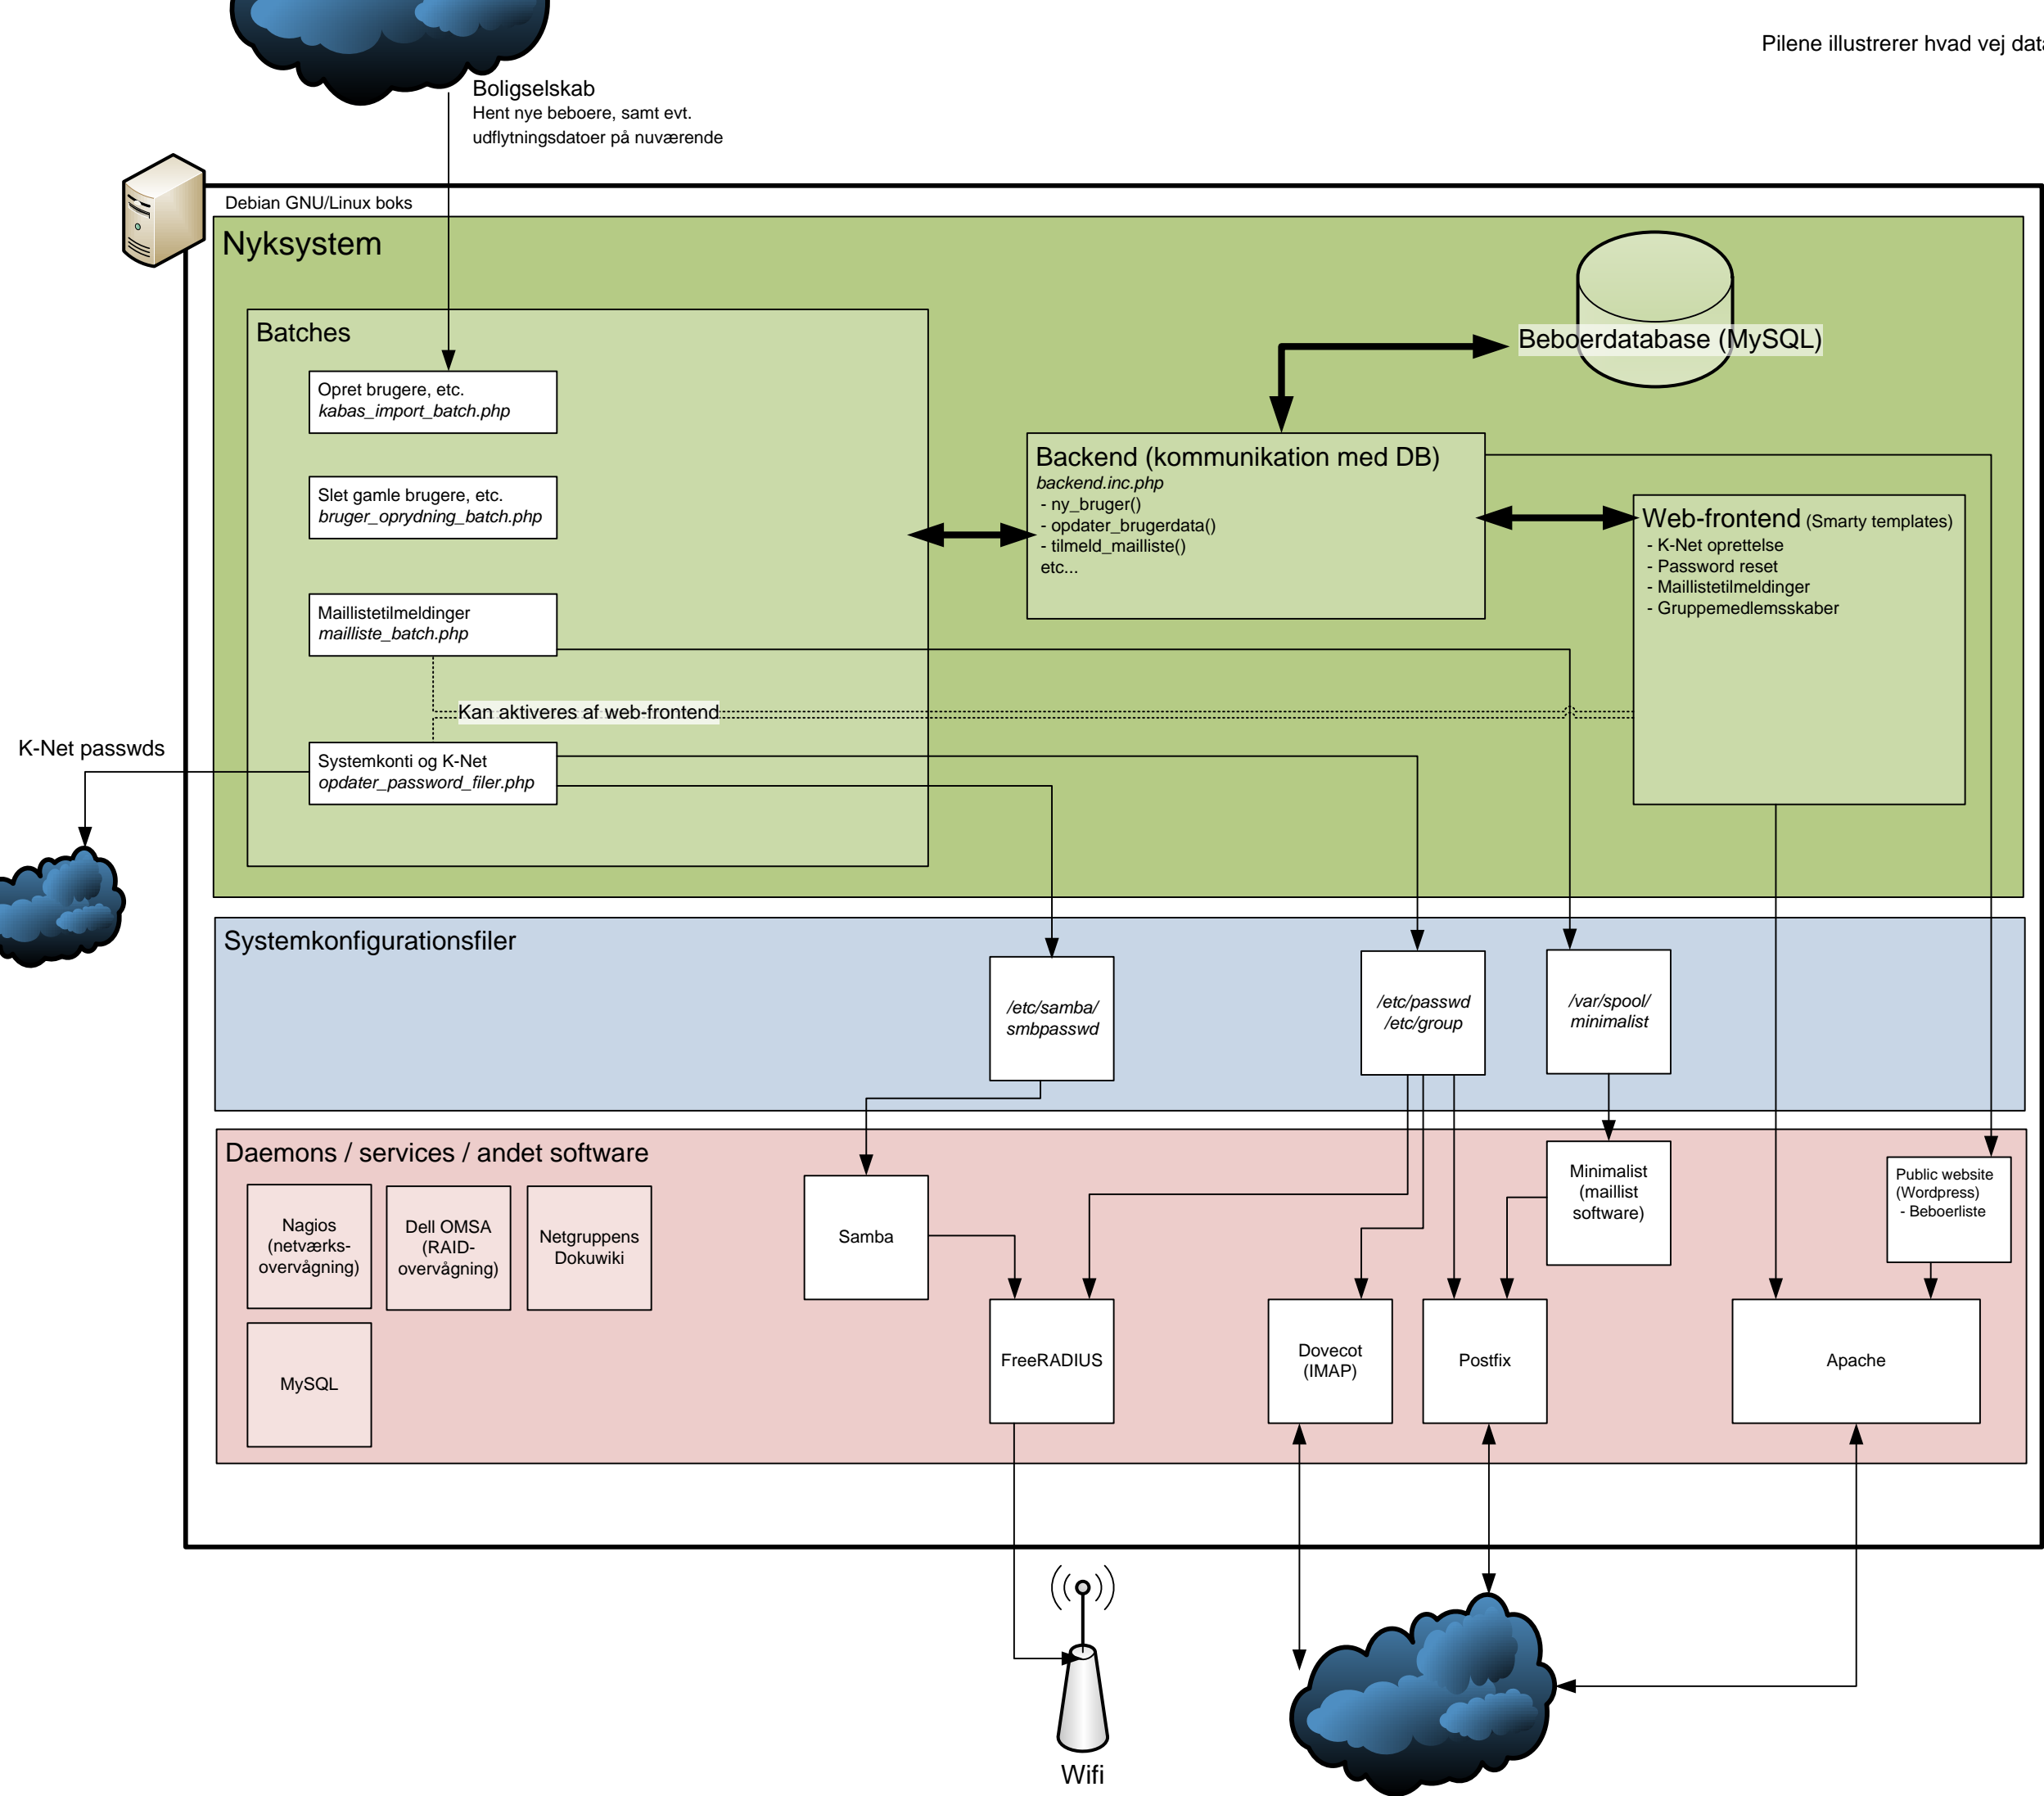 Pilene illustrerer hvad vej
Boligselskab
Hent nye beboere, samt evt.
udflytningsdatoer på nuværende
Debian GNU/Linux boks
Nyksystem
Batches
Opret brugere, etc.
kabas_import_batch.php
Slet gamle brugere, etc.
bruger_oprydning_batch.php
Maillistetilmeldinger
mailliste_batch.php
Kan aktiveres af web-frontend
Systemkonti og K-Net
opdater_password_filer.php
K-Net passwds
Beboerdatabase (MySQL)
Backend (kommunikation med DB)
backend.inc.php
- ny_bruger()
- opdater_brugerdata()
- tilmeld_mailliste()
etc...
Web-frontend (Smarty templates)
- K-Net oprettelse
- Password reset
- Maillistetilmeldinger
- Gruppemedlemsskaber
Systemkonfigurationsfiler
/etc/samba/
smbpasswd
/etc/passwd
/etc/group
/var/spool/
minimalist
Daemons / services / andet software
Nagios
(netværks-
overvågning)
Dell OMSA
(RAID-
overvågning)
Netgruppens
Dokuwiki
MySQL
Samba
FreeRADIUS
Dovecot
(IMAP)
Postfix
Minimalist
(maillist
software)
Public website
(Wordpress)
- Beboerliste
Apache
Wifi